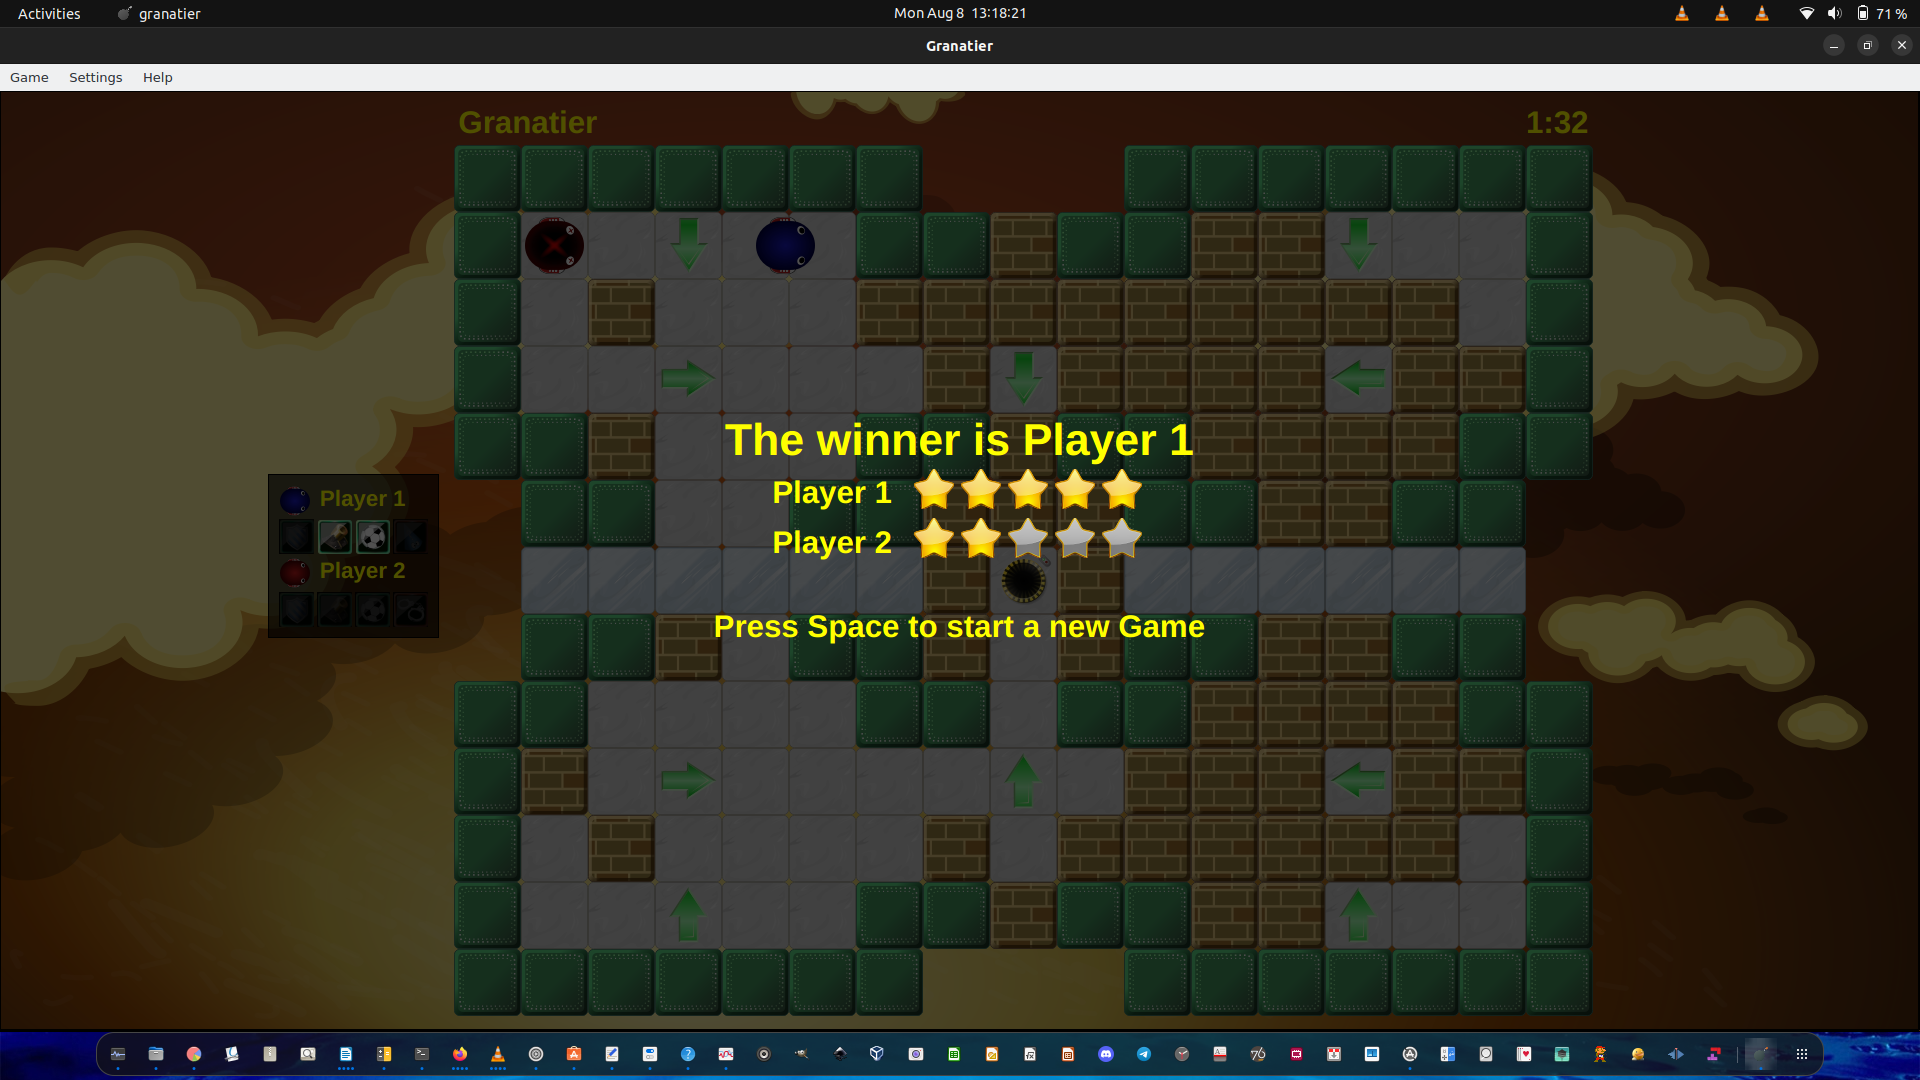 Activities
granatier
Mon Aug 8 13:18:21
71 %
Granatier
Game
Settings
Help
Granatier
1:32
The winner is Player 1
Player 1
Player 2
Press Space to start a new Game
Player 1
Player 2